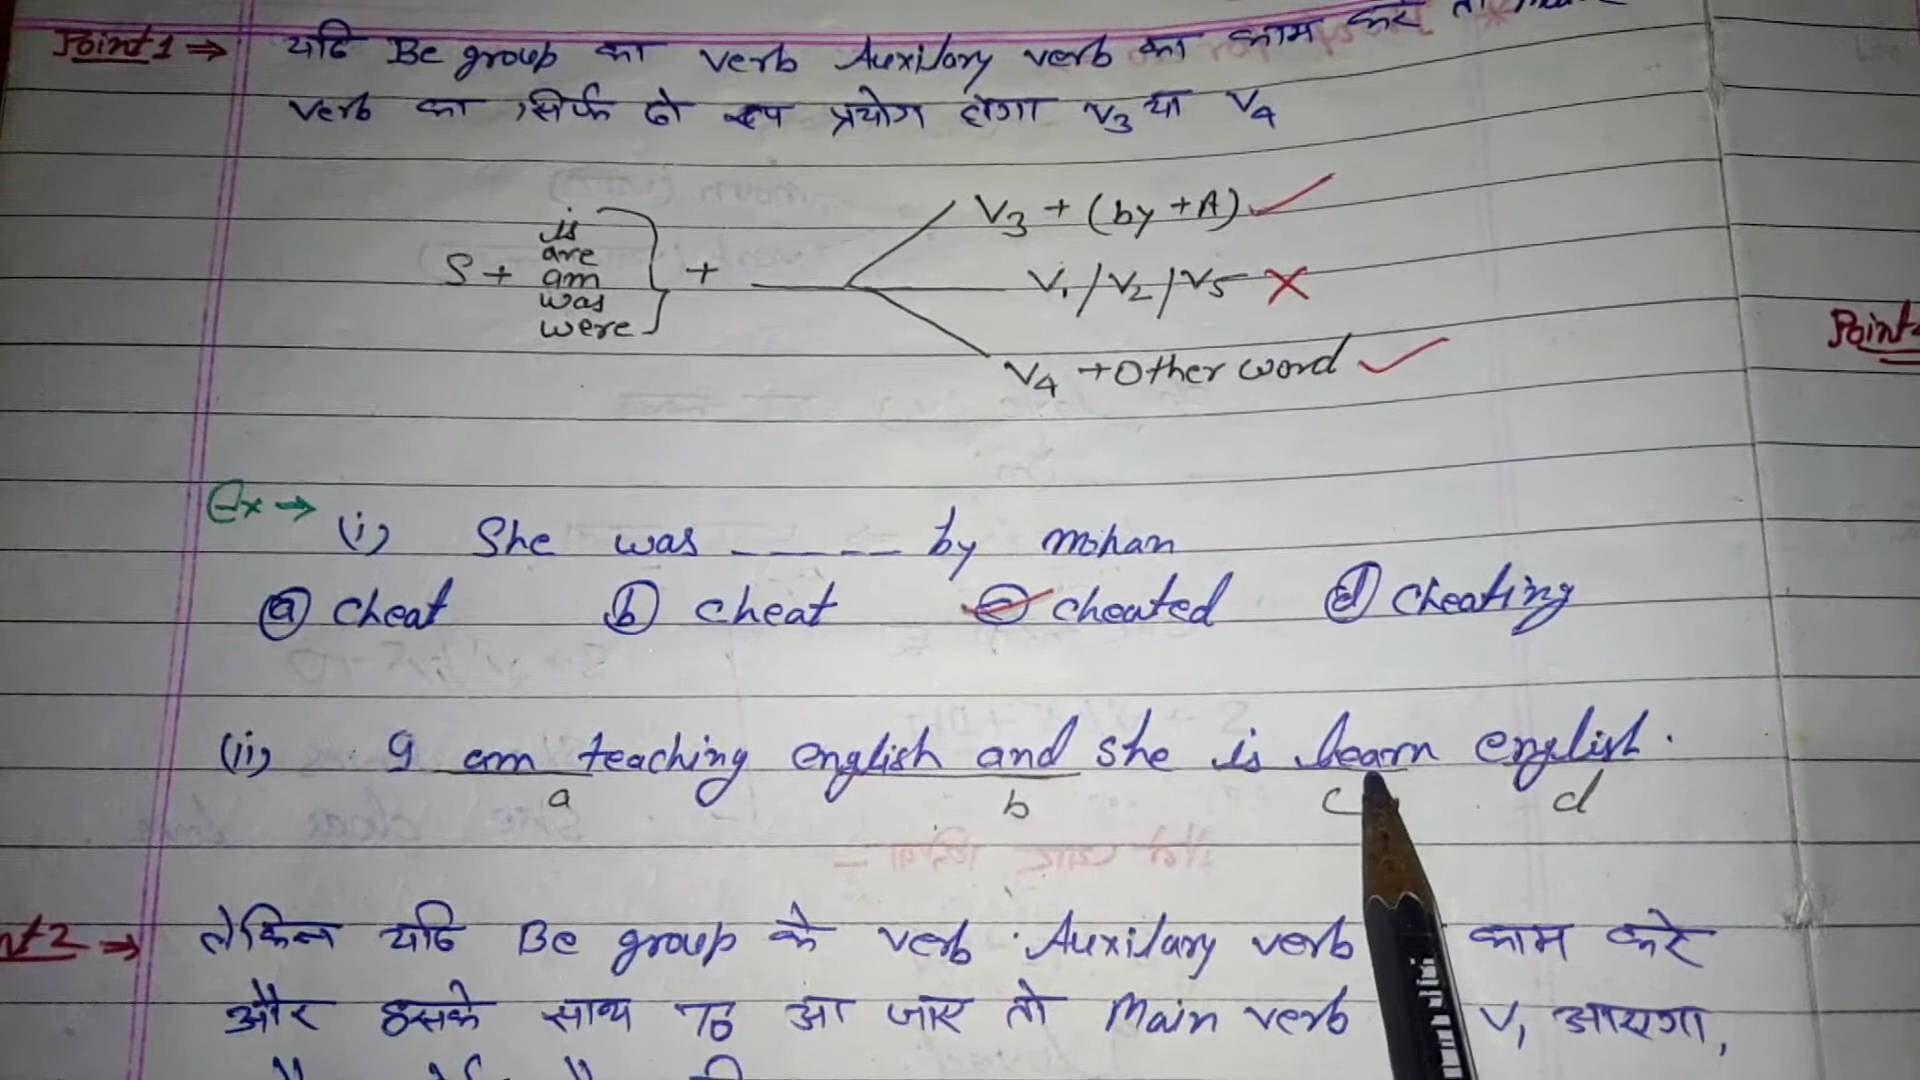 Point 1 ⇒ यदि Be group का verb Auxilory verb का काम करे तो
verb का सिर्फ दो रूप प्रयोग होगा V3 या V4
is
are
S + am + V3 + (by + A) ✓
was
were
V1/V2/V5 ✗
V4 + Other word ✓
Ex → (i) She was _ _ _ _ by mohan
(a) cheat (b) cheat (c) cheated (d) cheating
(ii) I am teaching english and she is learn english.
a b c d
लेकिन यदि Be group के verb Auxilary verb काम करे
और इसके साथ To आ जाए तो Main verb V1 आएगा,
Point